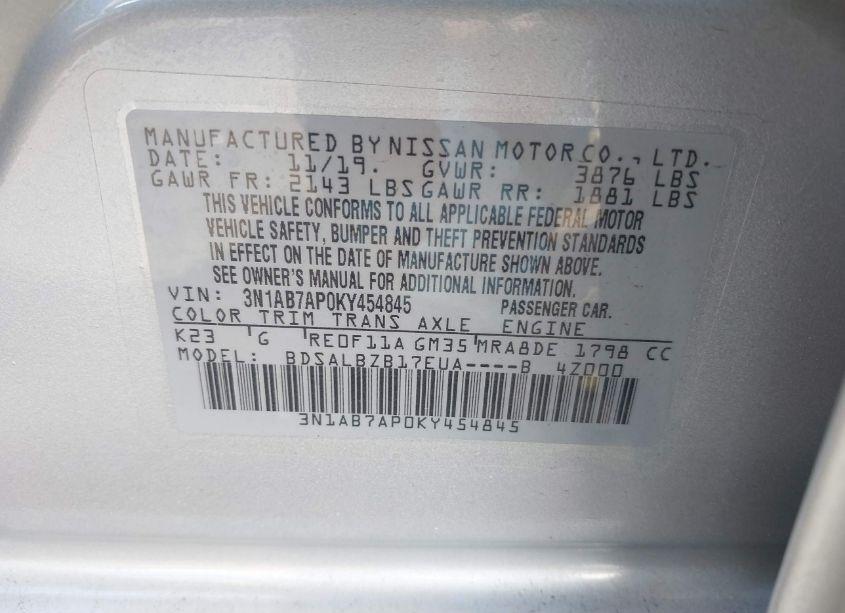 MANUFACTURED BY NISSAN MOTOR CO., LTD.
DATE: 11/19. GVWR: 3876 LBS
GAWR FR: 2143 LBS GAWR RR: 1881 LBS
THIS VEHICLE CONFORMS TO ALL APPLICABLE FEDERAL MOTOR
VEHICLE SAFETY, BUMPER AND THEFT PREVENTION STANDARDS
IN EFFECT ON THE DATE OF MANUFACTURE SHOWN ABOVE.
SEE OWNER'S MANUAL FOR ADDITIONAL INFORMATION.
VIN: 3N1AB7AP0KY454845 PASSENGER CAR.
COLOR TRIM TRANS AXLE ENGINE
K23 G RE0F11A GM35 MRA8DE 1798 CC
MODEL: BDSALBZB17EUA----B 4Z000
3N1AB7AP0KY454845